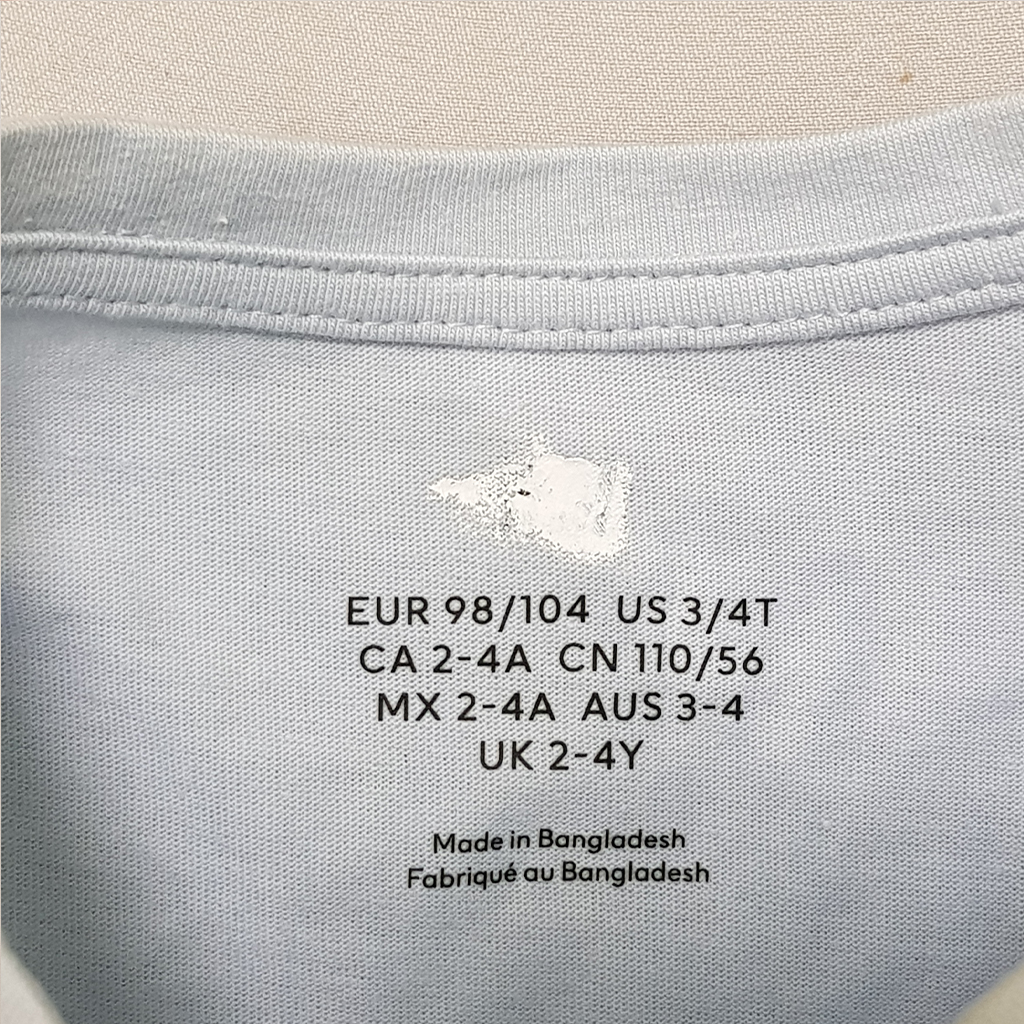 EUR 98/104 US 3/4T
CA 2-4A CN 110/56
MX 2-4A AUS 3-4
UK 2-4Y
Made in Bangladesh
Fabriqué au Bangladesh